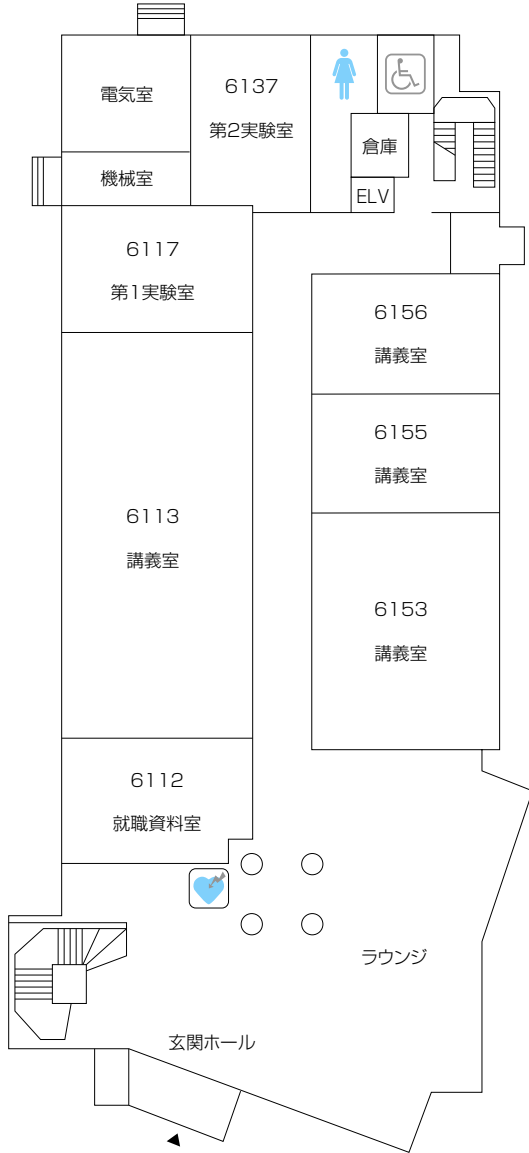 電気室
6137
第2実験室
倉庫
機械室
ELV
6117
第1実験室
6156
講義室
6155
講義室
6113
講義室
6153
講義室
6112
就職資料室
ラウンジ
玄関ホール